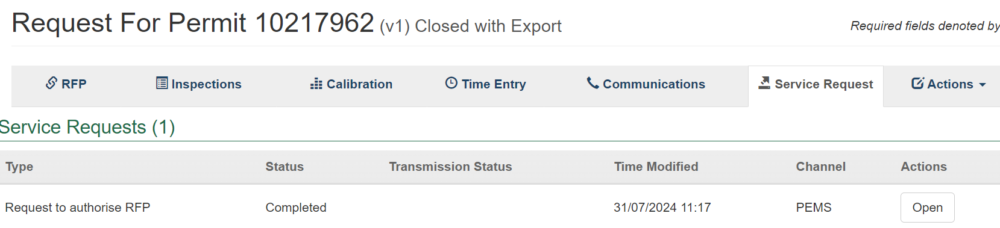 Request For Permit 10217962 (v1) Closed with Export
Required fields denoted by
RFP Inspections Calibration Time Entry Communications Service Request Actions
Service Requests (1)
Type Status Transmission Status Time Modified Channel Actions
Request to authorise RFP Completed 31/07/2024 11:17 PEMS Open